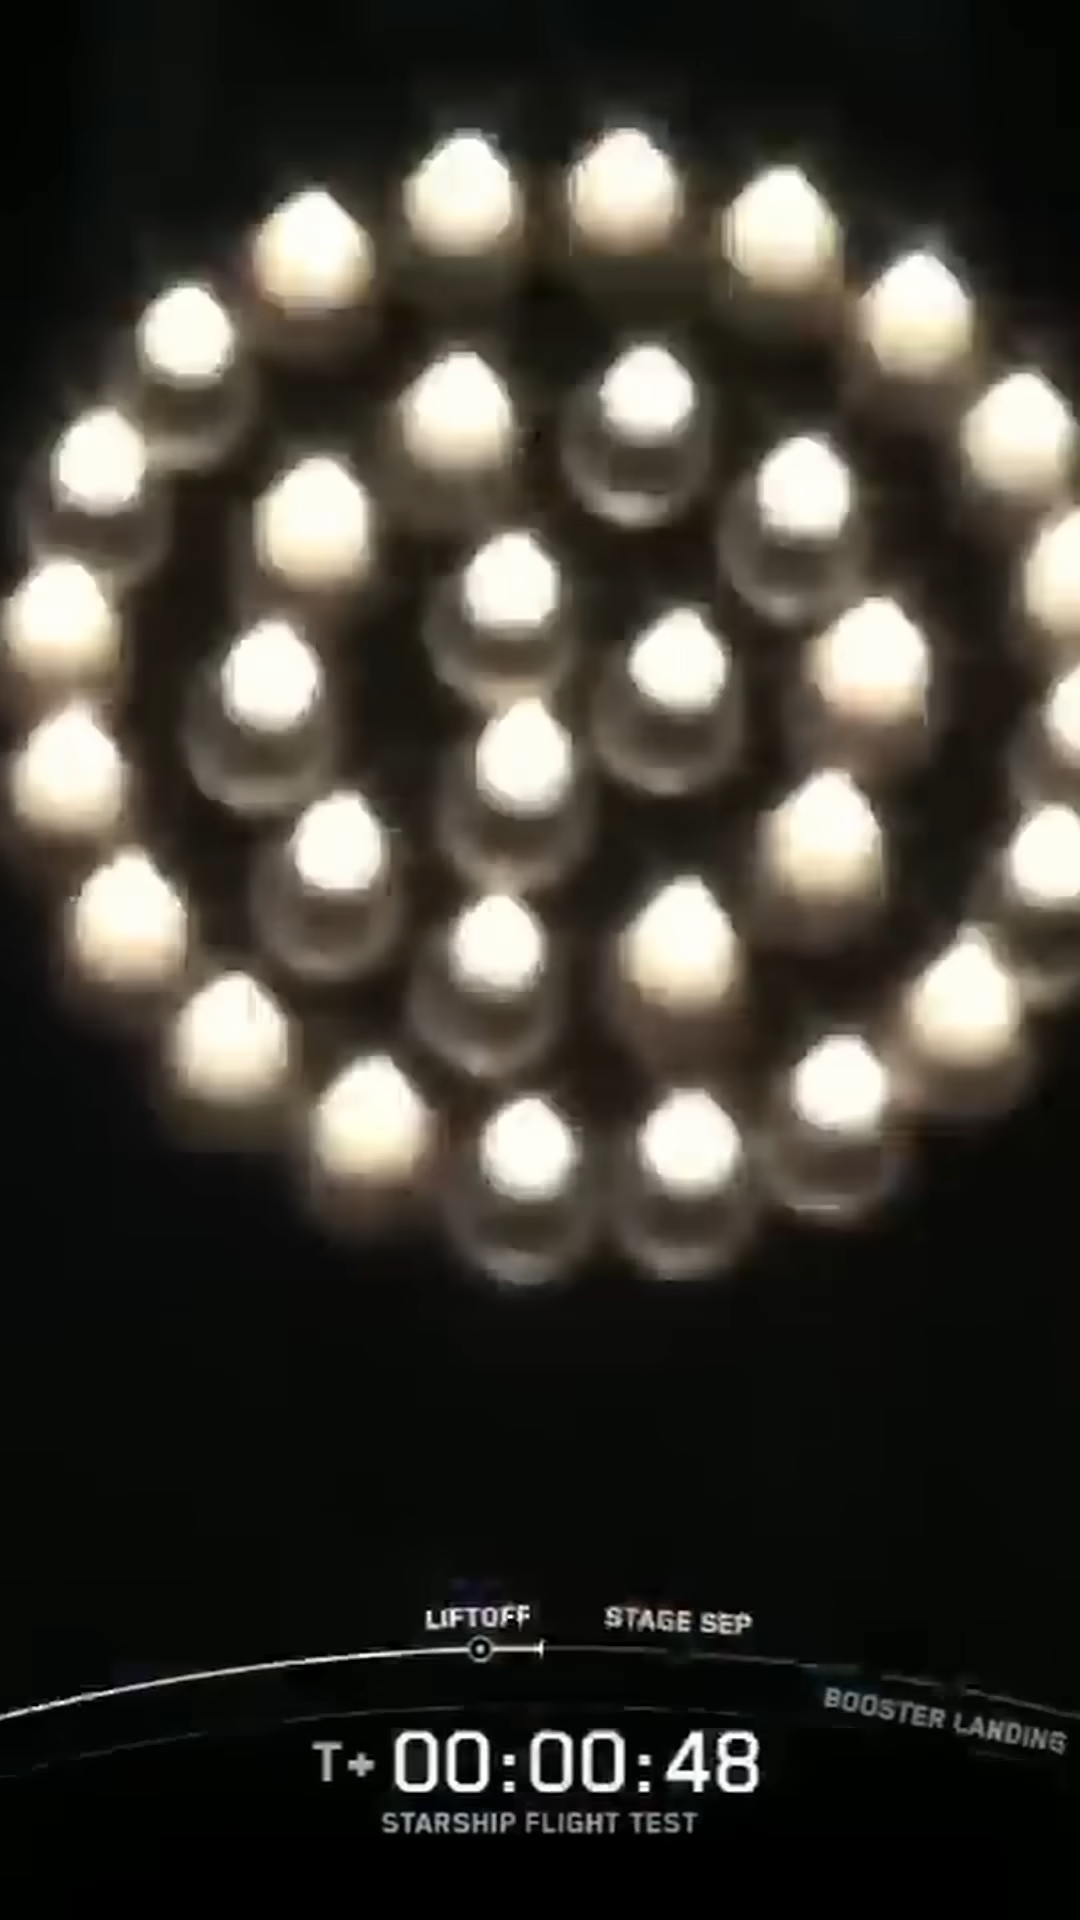 LIFTOFF STAGE SEP
BOOSTER LANDING
T+ 00:00:48
STARSHIP FLIGHT TEST